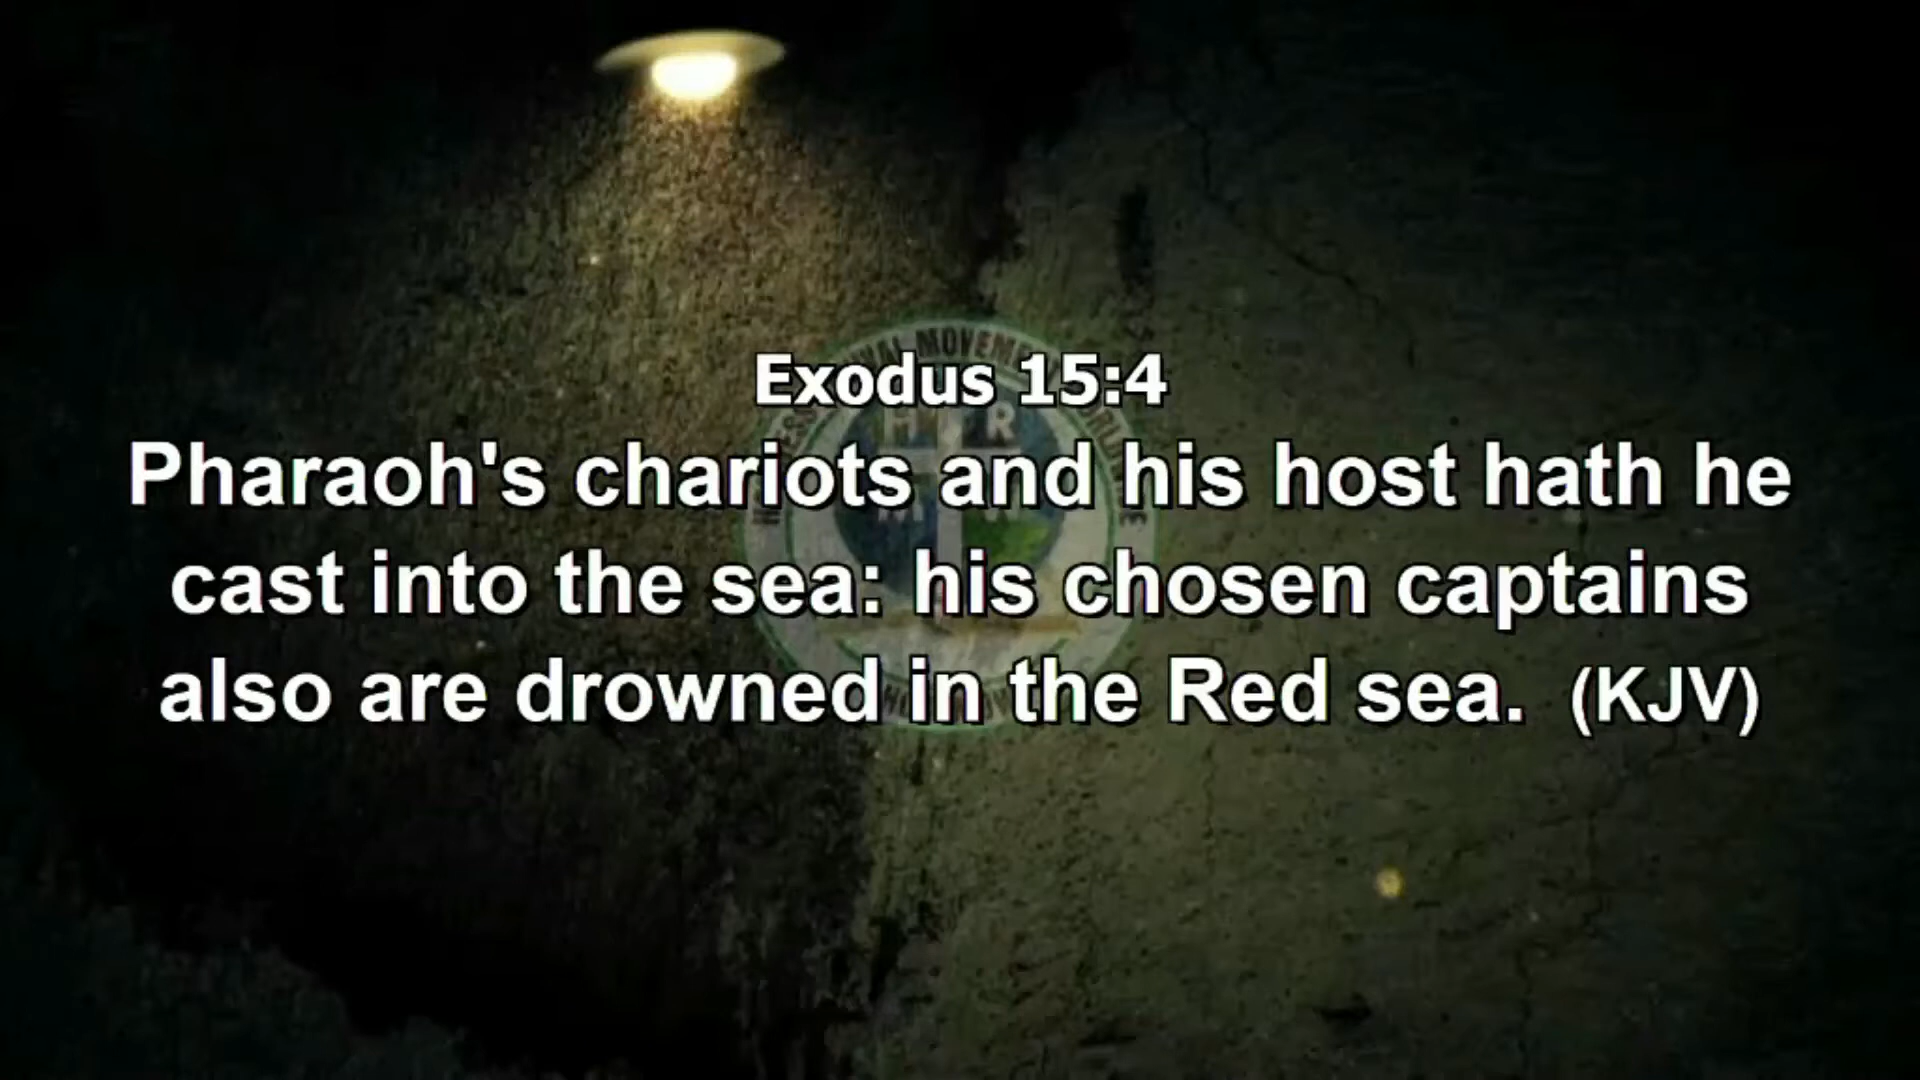 Exodus 15:4
Pharaoh's chariots and his host hath he
cast into the sea: his chosen captains
also are drowned in the Red sea. (KJV)
H R
M W